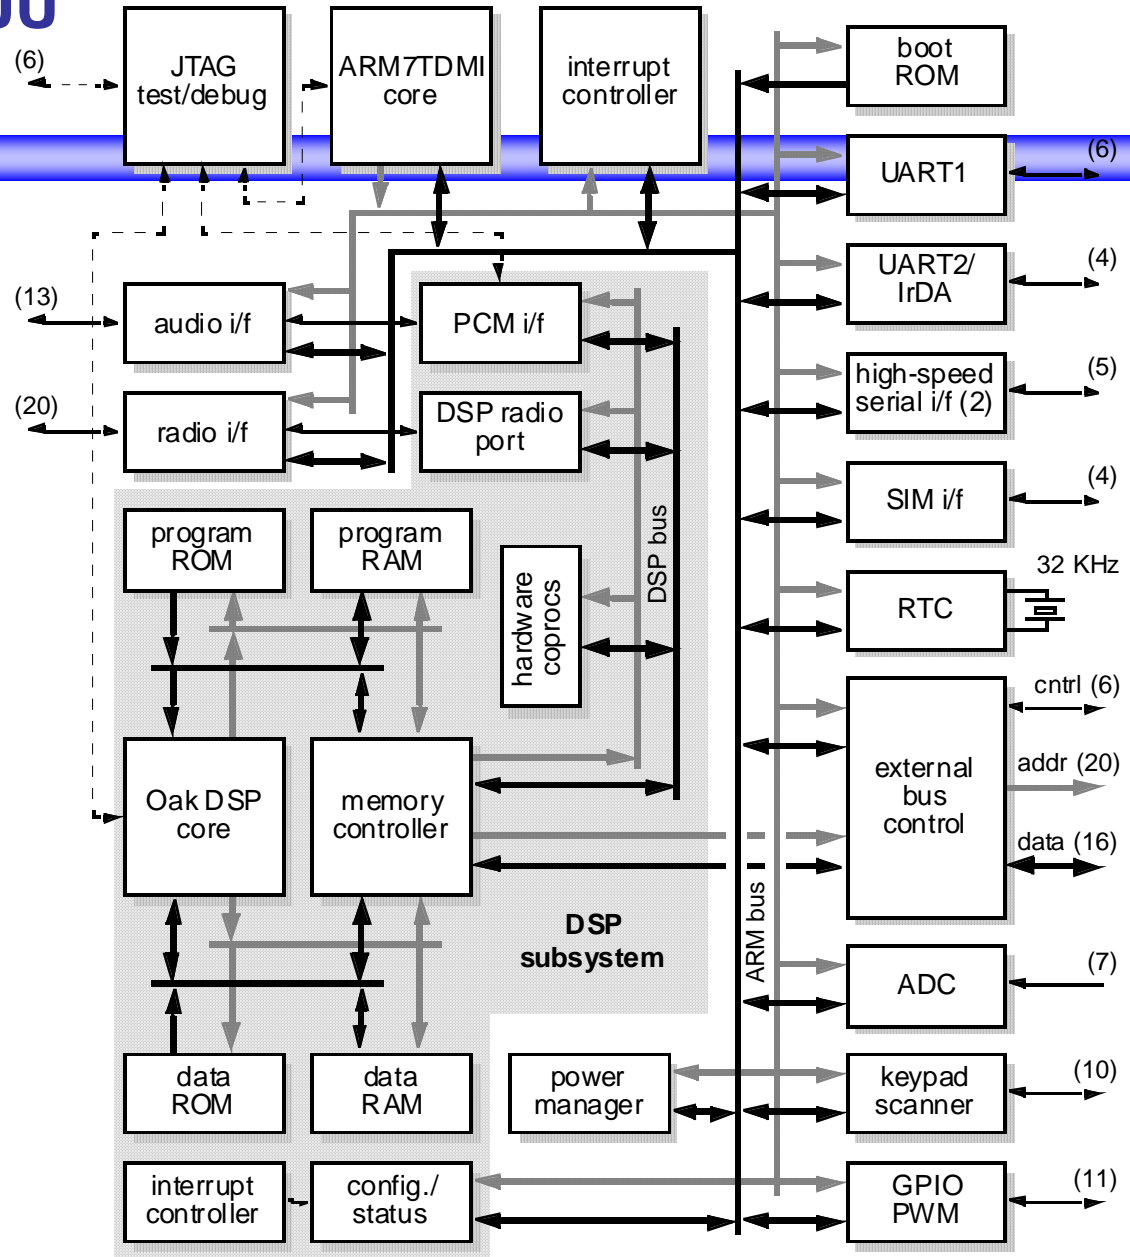 (6)
JTAG
test/debug
ARM7TDMI
core
interrupt
controller
boot
ROM
UART1
(6)
(13)
audio i/f
PCM i/f
UART2/
IrDA
(4)
(20)
radio i/f
DSP radio
port
high-speed
serial i/f (2)
(5)
SIM i/f
(4)
program
ROM
program
RAM
hardware
coprocs
DSP bus
RTC
32 KHz
Oak DSP
core
memory
controller
external
bus
control
cntrl (6)
addr (20)
data (16)
DSP
subsystem
ARM bus
ADC
(7)
data
ROM
data
RAM
power
manager
keypad
scanner
(10)
interrupt
controller
config./
status
GPIO
PWM
(11)